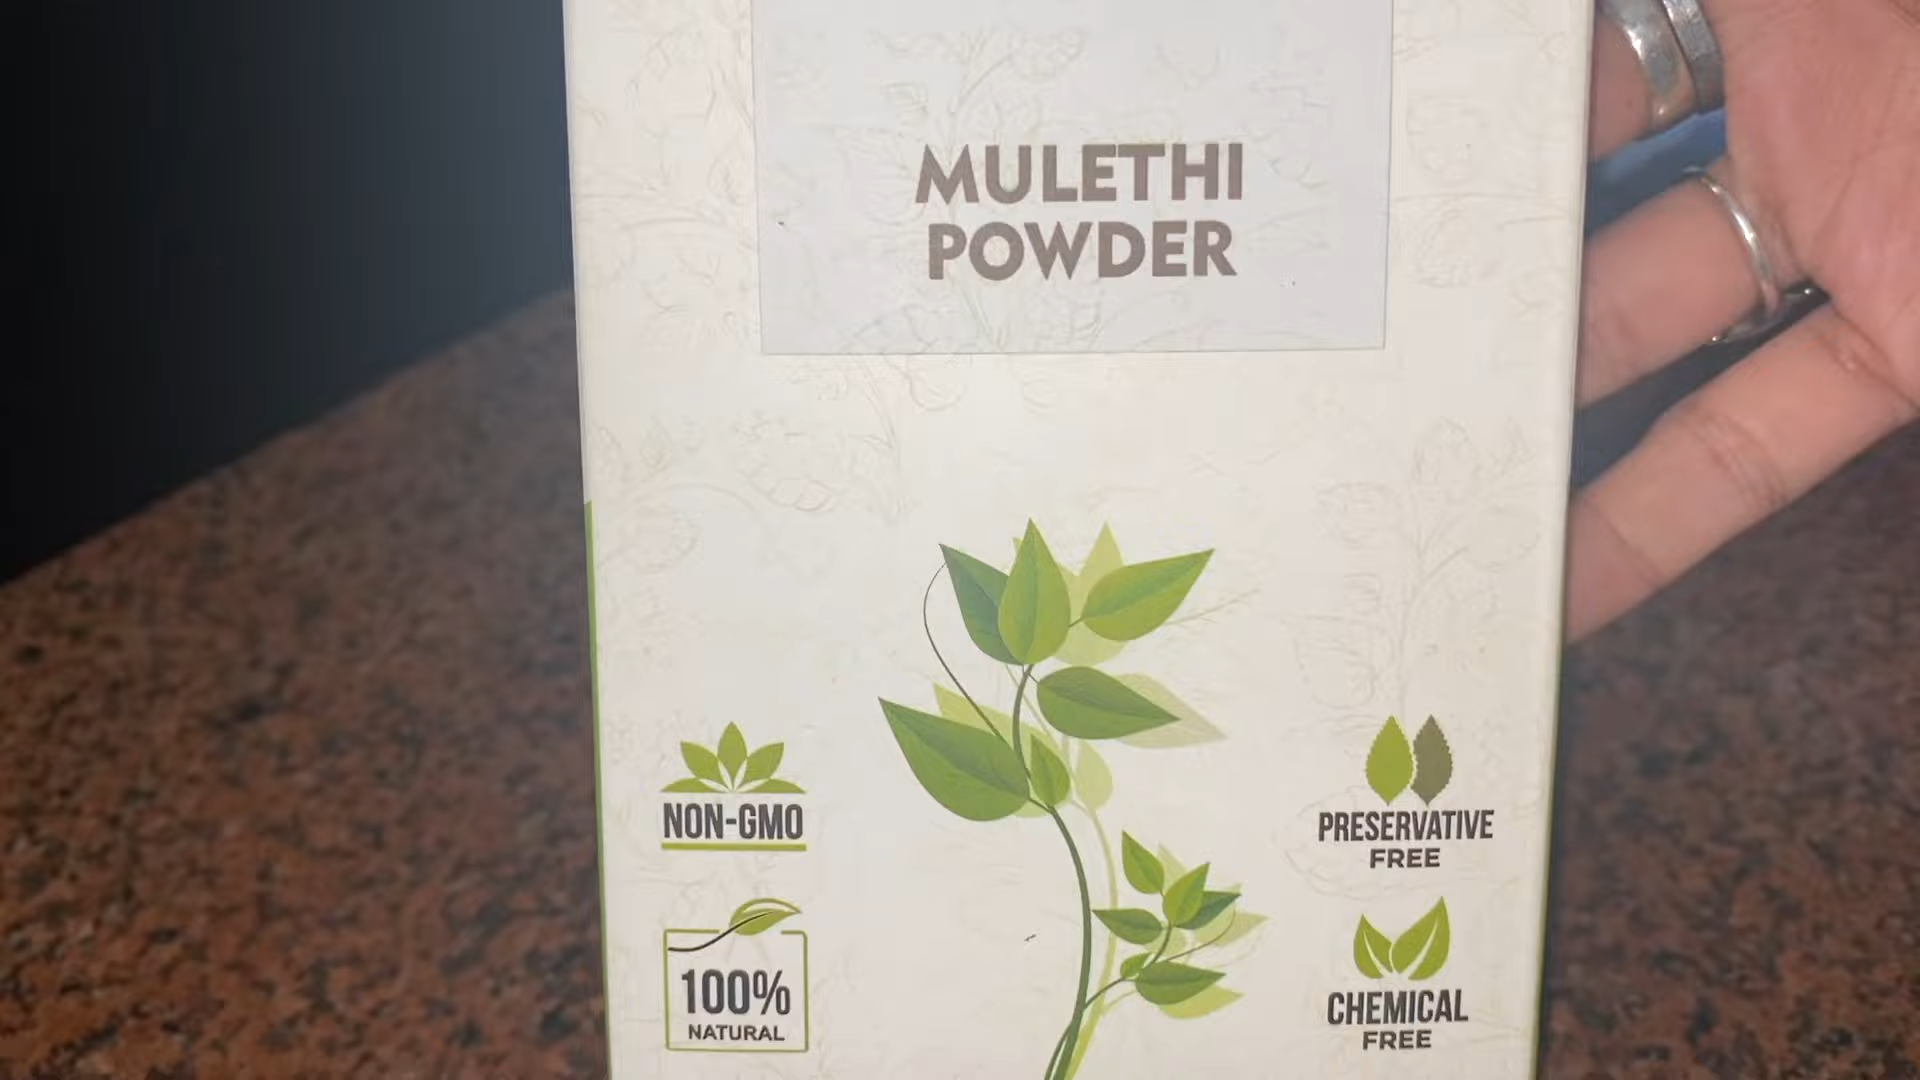 MULETHI
POWDER
NON-GMO
100%
NATURAL
PRESERVATIVE
FREE
CHEMICAL
FREE